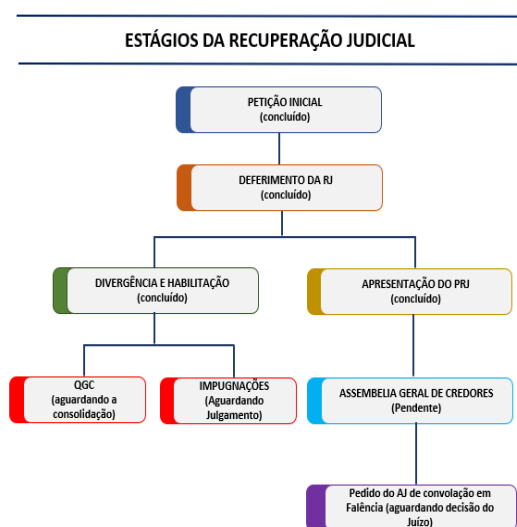 ESTÁGIOS DA RECUPERAÇÃO JUDICIAL
PETIÇÃO INICIAL
(concluído)
DEFERIMENTO DA RJ
(concluído)
DIVERGÊNCIA E HABILITAÇÃO
(concluído)
APRESENTAÇÃO DO PRJ
(concluído)
QGC
(aguardando a
consolidação)
IMPUGNAÇÕES
(Aguardando
Julgamento)
ASSEMBELIA GERAL DE CREDORES
(Pendente)
Pedido do AJ de convolação em
Falência (aguardando decisão do
Juízo)